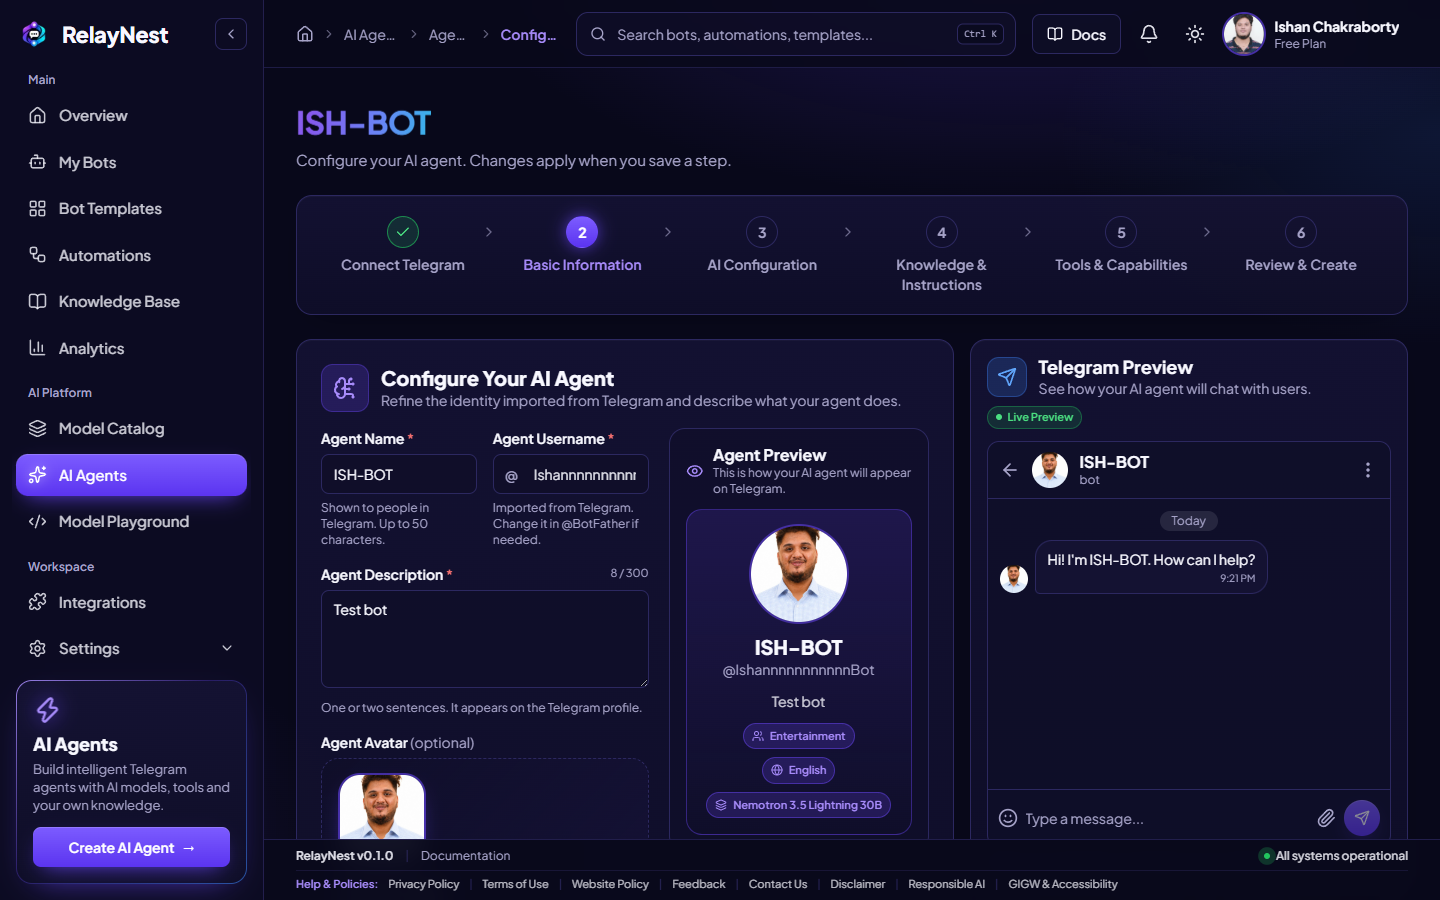 RelayNest
Main
Overview
My Bots
Bot Templates
Automations
Knowledge Base
Analytics
AI Platform
Model Catalog
AI Agents
Model Playground
Workspace
Integrations
Settings
AI Agents
Build intelligent Telegram
agents with AI models, tools and
your own knowledge.
Create AI Agent →
AI Age...
Age...
Config...
Search bots, automations, templates...
Ctrl K
Docs
Ishan Chakraborty
Free Plan
ISH-BOT
Configure your AI agent. Changes apply when you save a step.
Connect Telegram
2
Basic Information
3
AI Configuration
4
Knowledge &
Instructions
5
Tools & Capabilities
6
Review & Create
Configure Your AI Agent
Refine the identity imported from Telegram and describe what your agent does.
Agent Name *
ISH-BOT
Shown to people in
Telegram. Up to 50
characters.
Agent Username *
@ Ishannnnnnnnnr
Imported from Telegram.
Change it in @BotFather if
needed.
Agent Description *
8 / 300
Test bot
One or two sentences. It appears on the Telegram profile.
Agent Avatar (optional)
Agent Preview
This is how your AI agent will appear
on Telegram.
ISH-BOT
@IshannnnnnnnnnnBot
Test bot
Entertainment
English
Nemotron 3.5 Lightning 30B
Telegram Preview
See how your AI agent will chat with users.
Live Preview
ISH-BOT
bot
Today
Hi! I'm ISH-BOT. How can I help?
9:21 PM
Type a message...
RelayNest v0.1.0
Documentation
All systems operational
Help & Policies:
Privacy Policy
Terms of Use
Website Policy
Feedback
Contact Us
Disclaimer
Responsible AI
GIGW & Accessibility